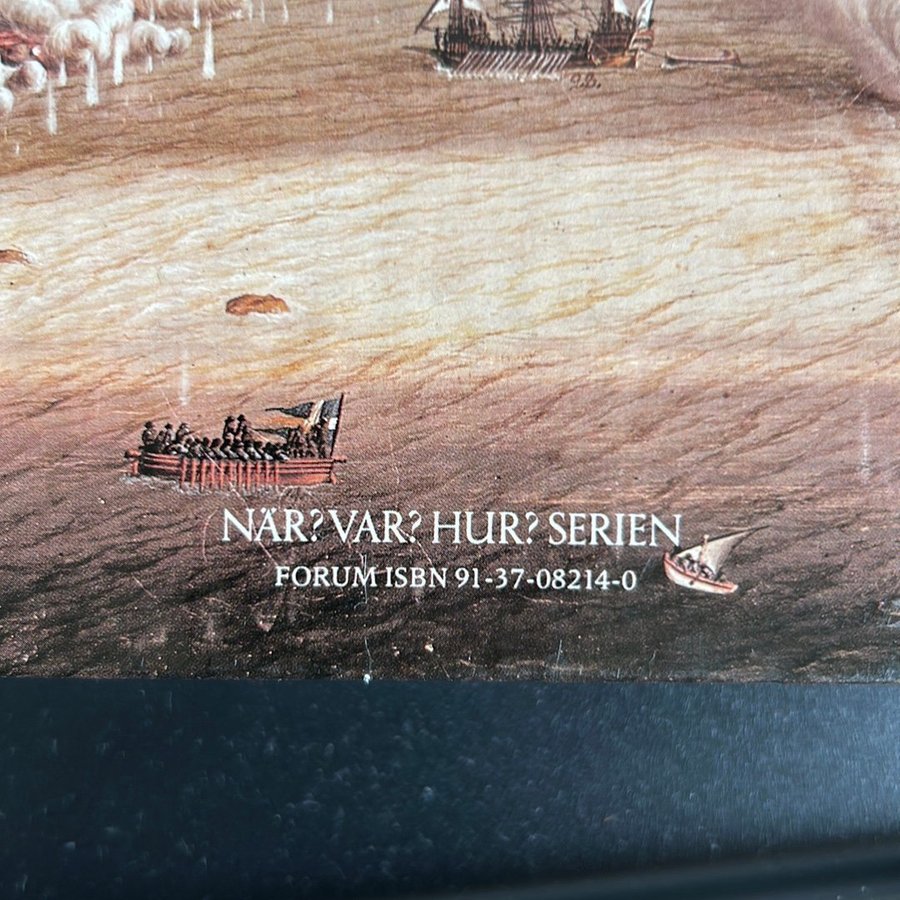 NÄR? VAR? HUR? SERIEN
FORUM ISBN 91-37-08214-0